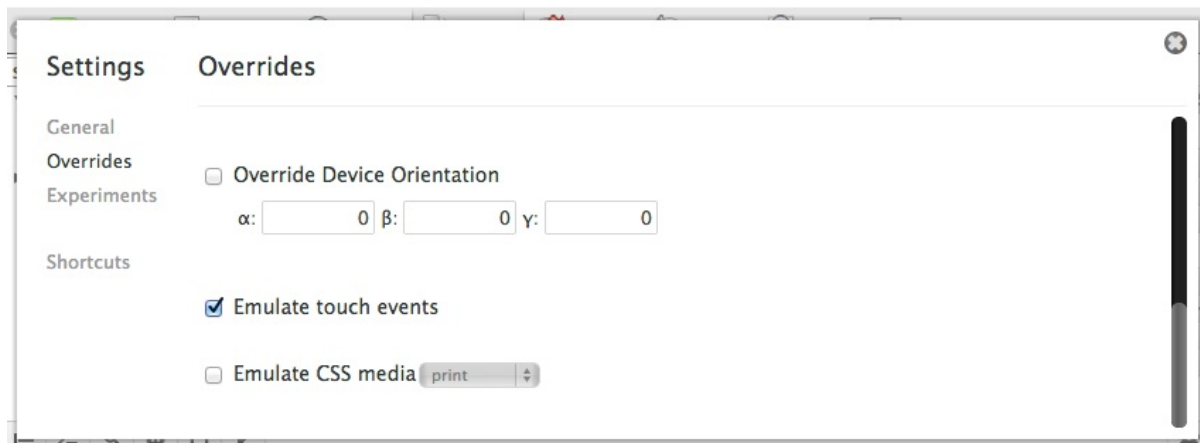 Settings
Overrides
General
Overrides
Experiments
Shortcuts
Override Device Orientation
α: 0 β: 0 γ: 0
Emulate touch events
Emulate CSS media print